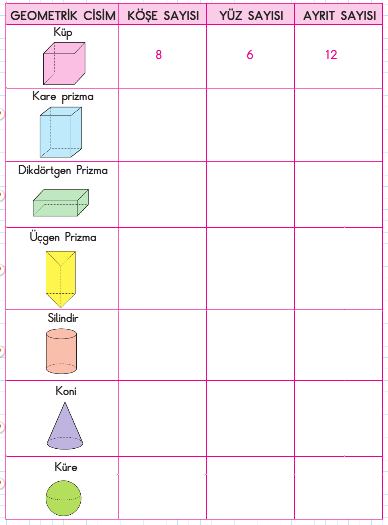 GEOMETRİK CİSİM KÖŞE SAYISI YÜZ SAYISI AYRIT SAYISI
Küp
8 6 12
Kare prizma
Dikdörtgen Prizma
Üçgen Prizma
Silindir
Koni
Küre